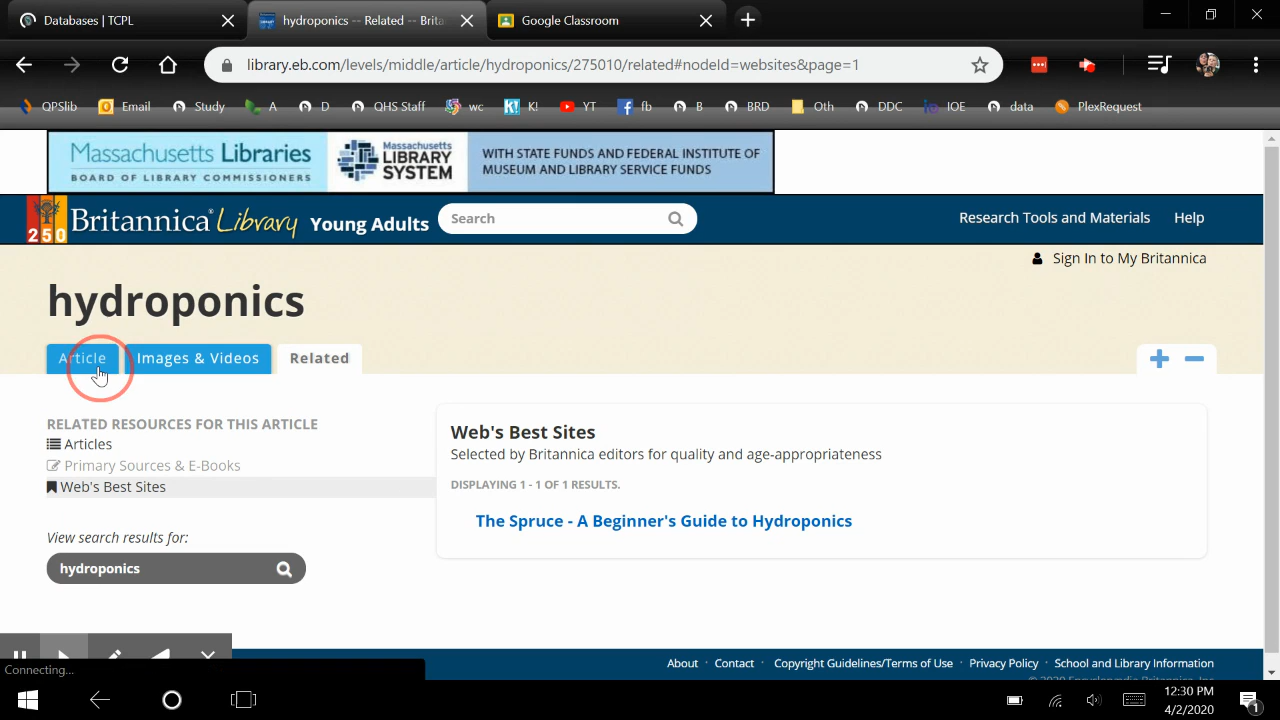 Databases | TCPL
hydroponics -- Related -- Brita
Google Classroom
library.eb.com/levels/middle/article/hydroponics/275010/related#nodeId=websites&page=1
QPSlib Email Study A D QHS Staff wc K! YT fb B BRD Oth DDC IOE data PlexRequest
Massachusetts Libraries
BOARD OF LIBRARY COMMISSIONERS
Massachusetts
LIBRARY
SYSTEM
WITH STATE FUNDS AND FEDERAL INSTITUTE OF
MUSEUM AND LIBRARY SERVICE FUNDS
250
Britannica® Library Young Adults
Search
Research Tools and Materials Help
Sign In to My Britannica
hydroponics
Article Images & Videos Related
RELATED RESOURCES FOR THIS ARTICLE
Articles
Primary Sources & E-Books
Web's Best Sites
View search results for:
hydroponics
Web's Best Sites
Selected by Britannica editors for quality and age-appropriateness
DISPLAYING 1 - 1 OF 1 RESULTS.
The Spruce - A Beginner's Guide to Hydroponics
Connecting...
About · Contact · Copyright Guidelines/Terms of Use · Privacy Policy · School and Library Information
© 2020 Encyclopædia Britannica, Inc.
12:30 PM
4/2/2020
1